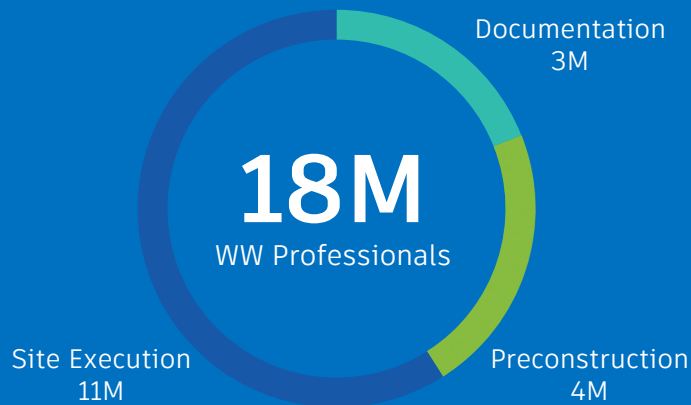 Documentation
3M
18M
WW Professionals
Site Execution
11M
Preconstruction
4M